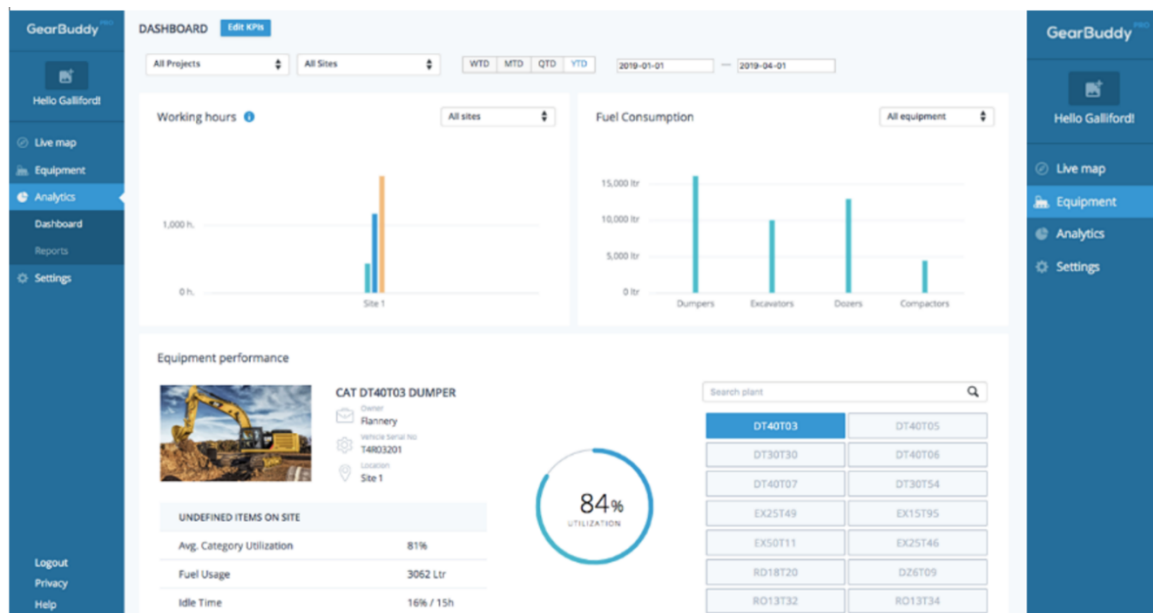 GearBuddy PRO
Hello Galliford!
Live map
Equipment
Analytics
Dashboard
Reports
Settings
Logout
Privacy
Help
DASHBOARD
Edit KPIs
All Projects
All Sites
WTD MTD QTD YTD
2019-01-01 — 2019-04-01
Working hours
All sites
1,000 h.
0 h.
Site 1
Fuel Consumption
All equipment
15,000 ltr
10,000 ltr
5,000 ltr
0 ltr
Dumpers Excavators Dozers Compactors
Equipment performance
CAT DT40T03 DUMPER
Owner
Flannery
Vehicle Serial No
T4R03201
Location
Site 1
UNDEFINED ITEMS ON SITE
Avg. Category Utilization 81%
Fuel Usage 3062 Ltr
Idle Time 16% / 15h
84%
UTILIZATION
Search plant
DT40T03 DT40T05
DT30T30 DT40T06
DT40T07 DT30T54
EX25T49 EX15T95
EX50T11 EX25T46
RD18T20 DZ6T09
RO13T32 RO13T34
GearBuddy PRO
Hello Galliford!
Live map
Equipment
Analytics
Settings